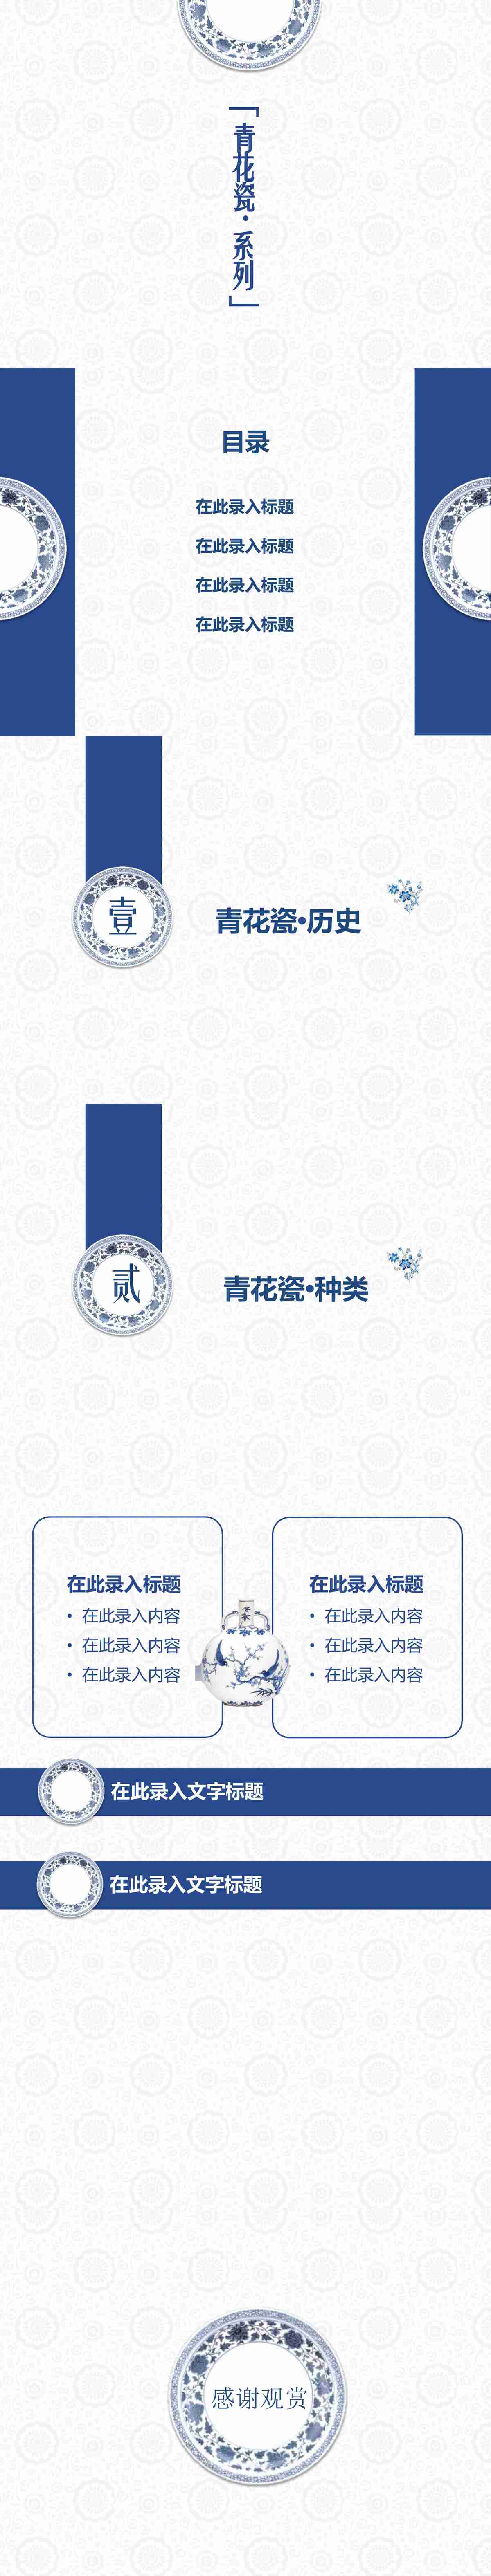 「青花瓷·系列」
目录
在此录入标题
在此录入标题
在此录入标题
在此录入标题
壹
青花瓷•历史
贰
青花瓷•种类
在此录入标题
• 在此录入内容
• 在此录入内容
• 在此录入内容
在此录入标题
• 在此录入内容
• 在此录入内容
• 在此录入内容
在此录入文字标题
在此录入文字标题
感谢观赏